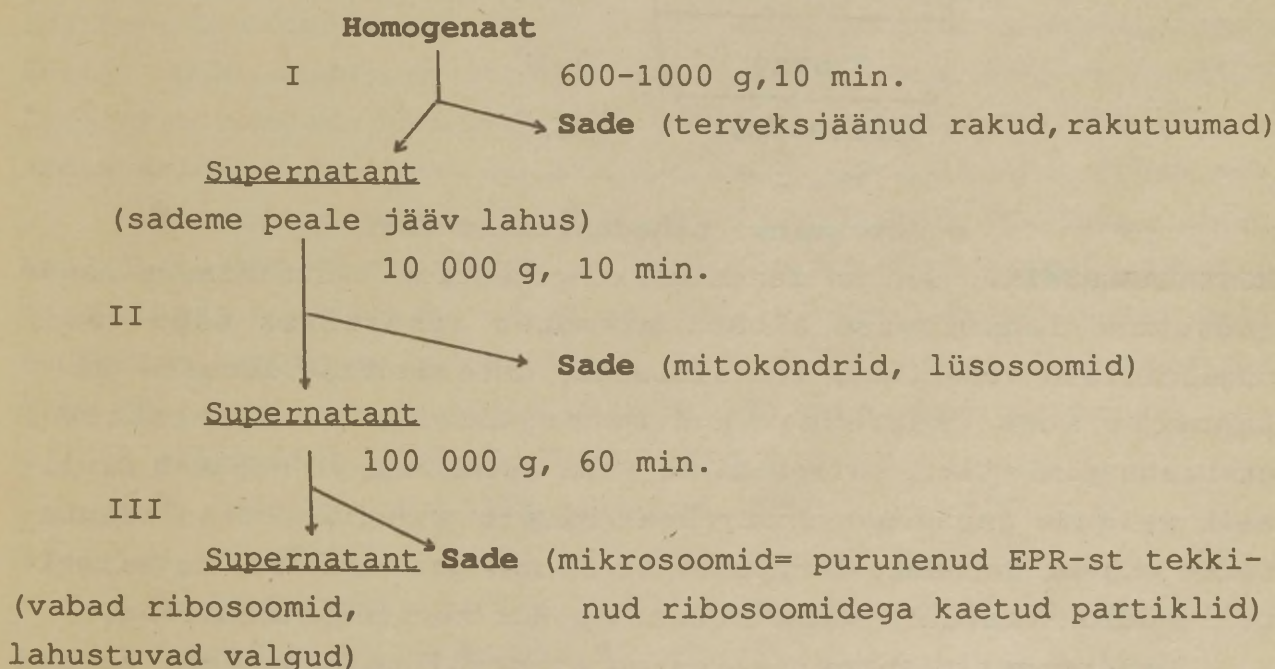 Homogenaat
I 600-1000 g,10 min.
Sade (terveksjäänud rakud,rakutuumad)
Supernatant
(sademe peale jääv lahus)
10 000 g, 10 min.
II
Sade (mitokondrid, lüsosoomid)
Supernatant
100 000 g, 60 min.
III
Supernatant Sade (mikrosoomid= purunenud EPR-st tekki-
(vabad ribosoomid, nud ribosoomidega kaetud partiklid)
lahustuvad valgud)